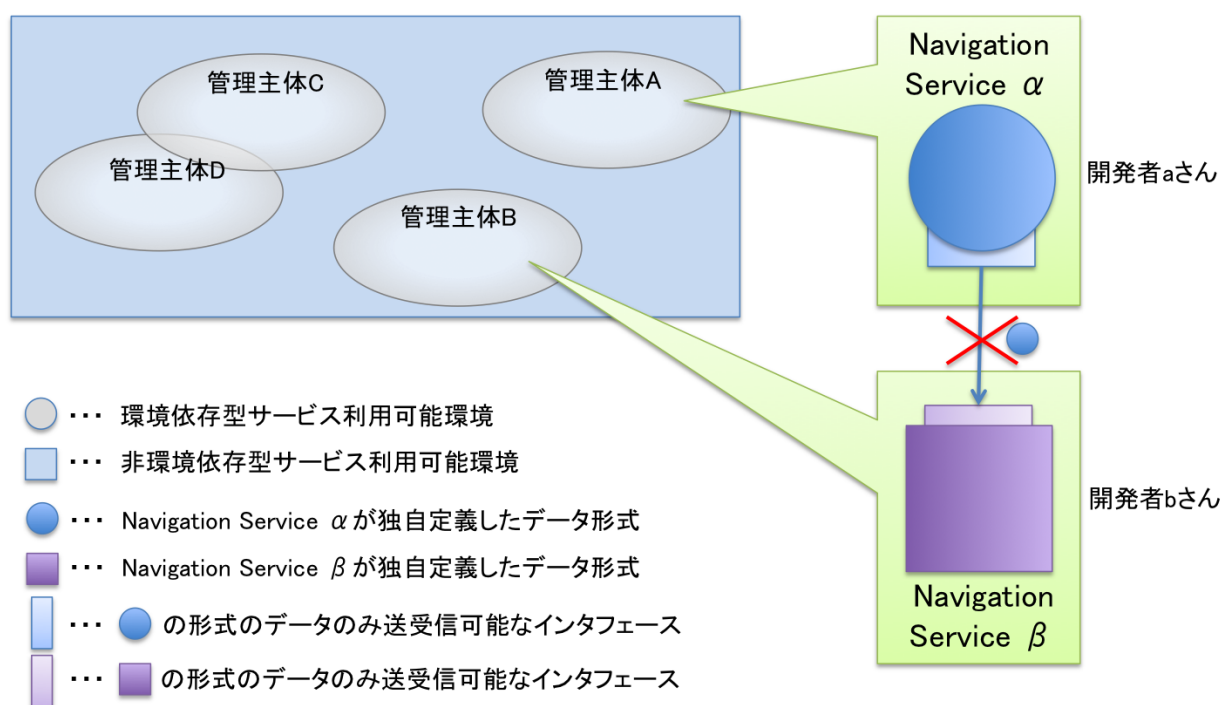 管理主体C
管理主体A
管理主体D
管理主体B
Navigation
Service α
開発者aさん
開発者bさん
Navigation
Service β
・・・ 環境依存型サービス利用可能環境
・・・ 非環境依存型サービス利用可能環境
・・・ Navigation Service αが独自定義したデータ形式
・・・ Navigation Service βが独自定義したデータ形式
・・・ の形式のデータのみ送受信可能なインタフェース
・・・ の形式のデータのみ送受信可能なインタフェース